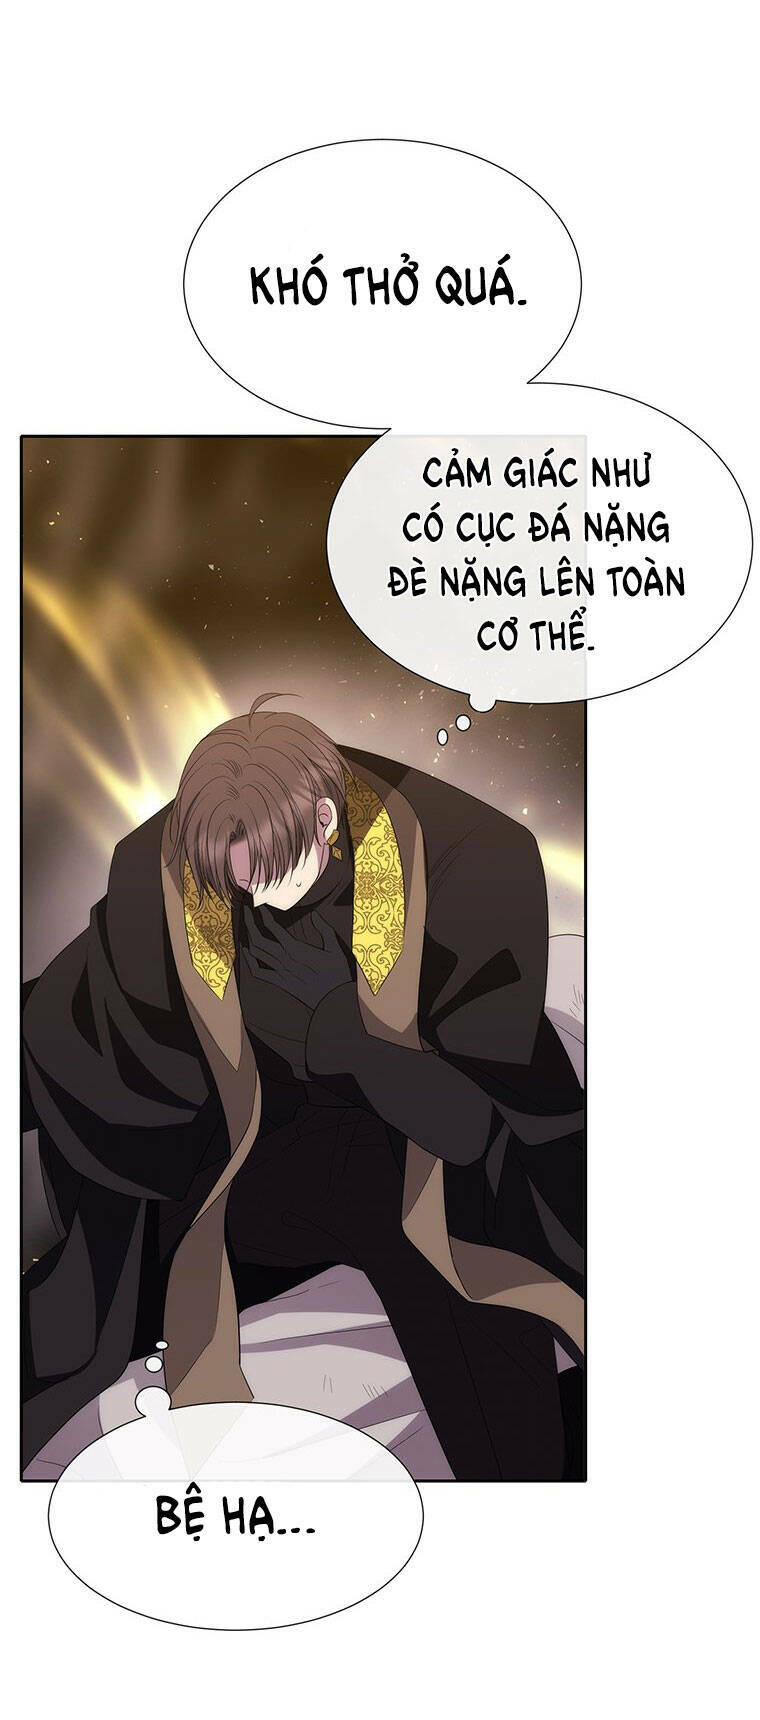 KHÓ THỞ QUÁ.
CẢM GIÁC NHƯ
CÓ CỤC ĐÁ NẶNG
ĐÈ NẶNG LÊN TOÀN
CƠ THỂ.
BỆ HẠ...